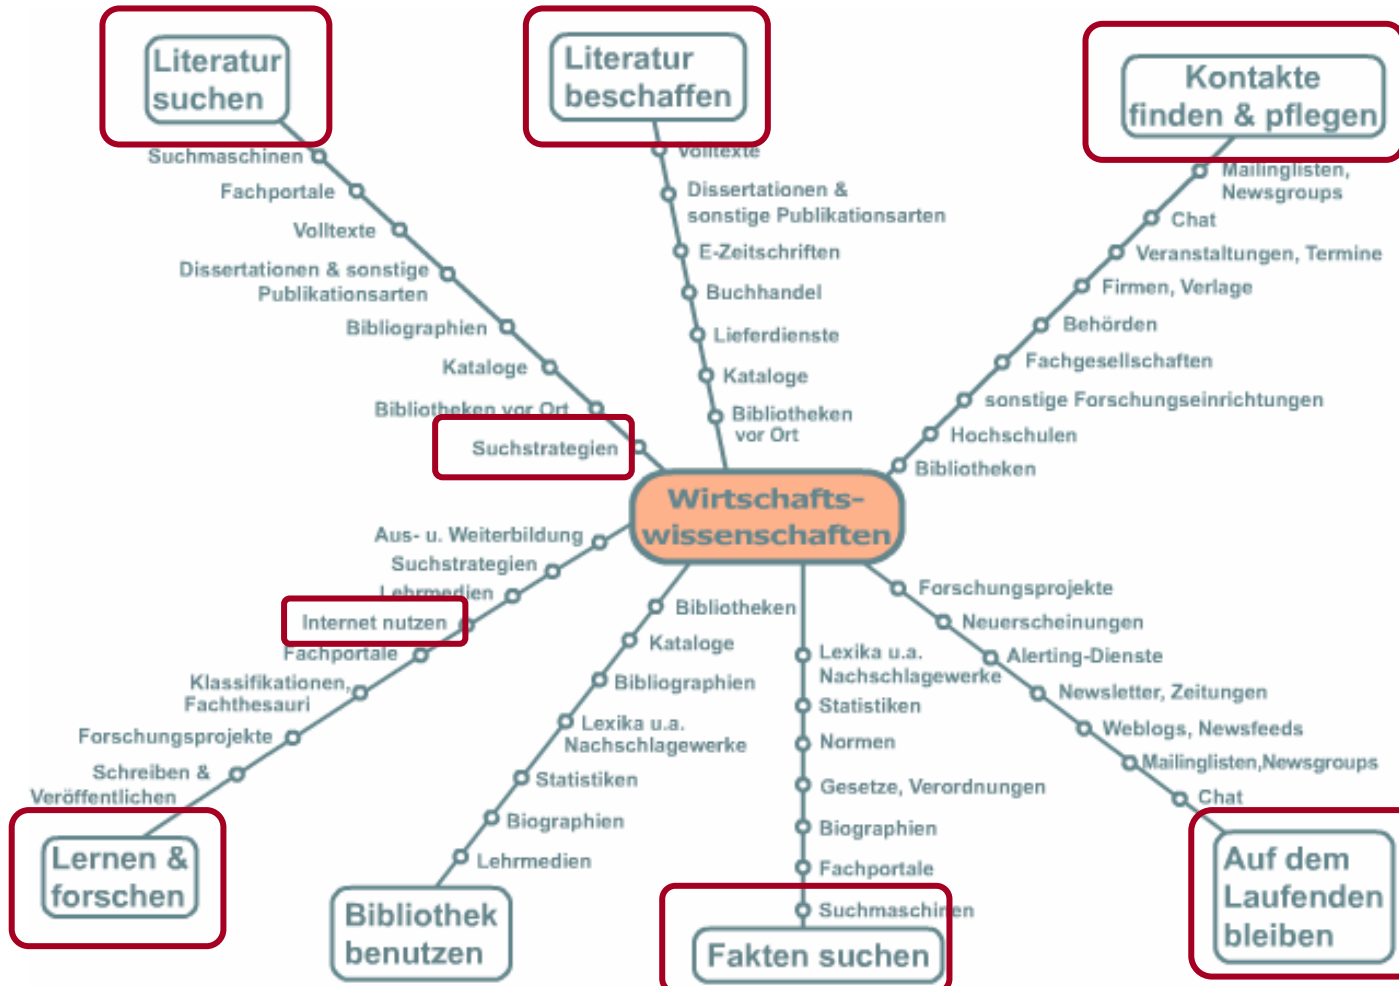 Literatur
suchen
Suchmaschinen
Fachportale
Volltexte
Dissertationen & sonstige
Publikationsarten
Bibliographien
Kataloge
Bibliotheken vor Ort
Suchstrategien
Literatur
beschaffen
Volltexte
Dissertationen &
sonstige Publikationsarten
E-Zeitschriften
Buchhandel
Lieferdienste
Kataloge
Bibliotheken
vor Ort
Kontakte
finden & pflegen
Mailinglisten,
Newsgroups
Chat
Veranstaltungen, Termine
Firmen, Verlage
Behörden
Fachgesellschaften
sonstige Forschungseinrichtungen
Hochschulen
Bibliotheken
Wirtschafts-
wissenschaften
Aus- u. Weiterbildung
Suchstrategien
Lehrmedien
Internet nutzen
Fachportale
Klassifikationen,
Fachthesauri
Forschungsprojekte
Schreiben &
Veröffentlichen
Lernen &
forschen
Bibliotheken
Kataloge
Bibliographien
Lexika u.a.
Nachschlagewerke
Statistiken
Biographien
Lehrmedien
Bibliothek
benutzen
Lexika u.a.
Nachschlagewerke
Statistiken
Normen
Gesetze, Verordnungen
Biographien
Fachportale
Suchmaschinen
Fakten suchen
Forschungsprojekte
Neuerscheinungen
Alerting-Dienste
Newsletter, Zeitungen
Weblogs, Newsfeeds
Mailinglisten,Newsgroups
Chat
Auf dem
Laufenden
bleiben